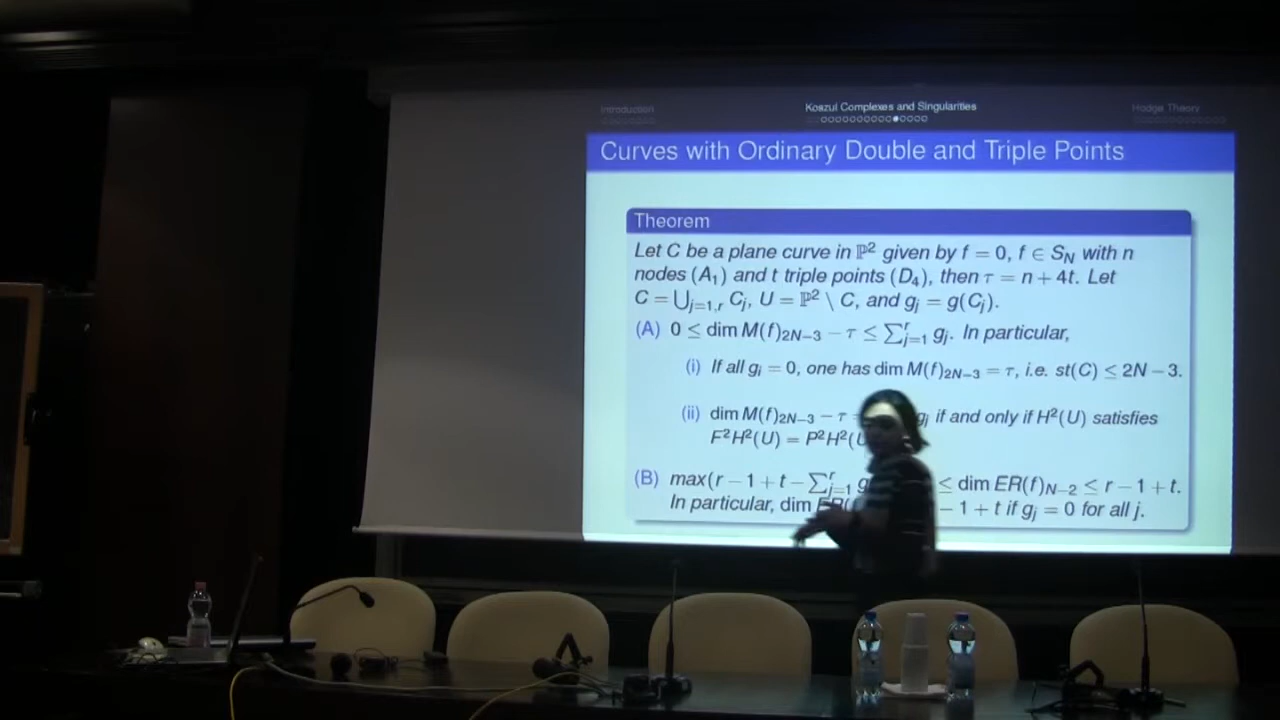 Introduction Koszul Complexes and Singularities Hodge Theory
Curves with Ordinary Double and Triple Points
Theorem
Let C be a plane curve in ℙ² given by f = 0, f ∈ S_N with n
nodes (A₁) and t triple points (D₄), then τ = n + 4t. Let
C = ⋃_{j=1,r} C_j, U = ℙ² \ C, and g_j = g(C_j).
(A) 0 ≤ dim M(f)_{2N−3} − τ ≤ ∑_{j=1}^r g_j. In particular,
(i) If all g_j = 0, one has dim M(f)_{2N−3} = τ, i.e. st(C) ≤ 2N − 3.
(ii) dim M(f)_{2N−3} − τ g_j if and only if H²(U) satisfies
F²H²(U) = P²H²(
(B) max(r − 1 + t − ∑_{j=1}^r ≤ dim ER(f)_{N−2} ≤ r − 1 + t.
In particular, dim − 1 + t if g_j = 0 for all j.